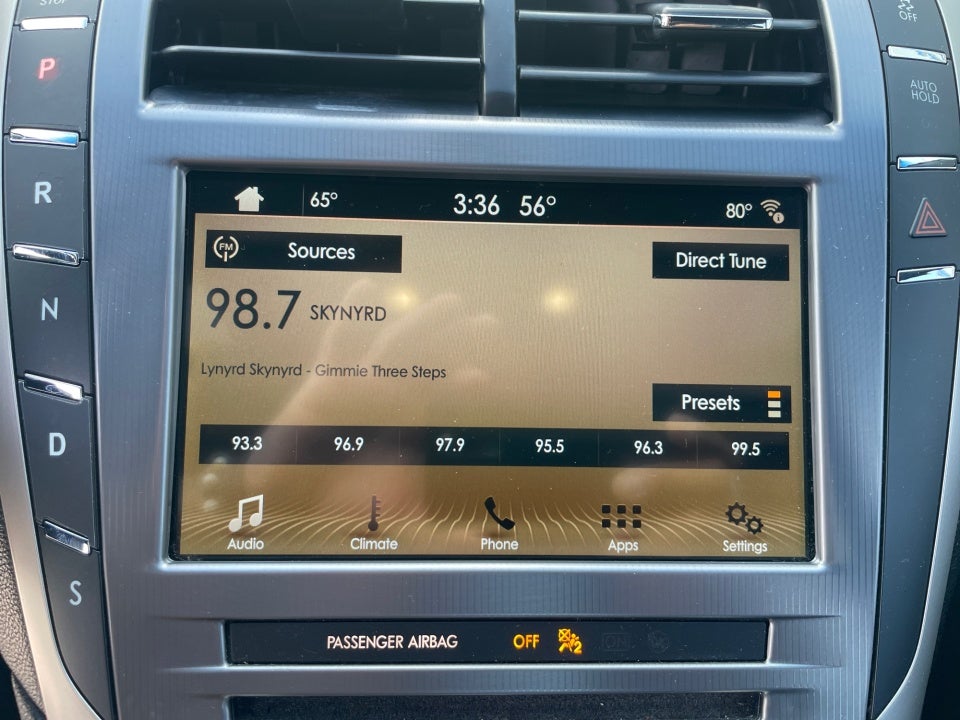 STOP
P
R
N
D
S
65° 3:36 56° 80°
FM Sources
Direct Tune
98.7 SKYNYRD
Lynyrd Skynyrd - Gimmie Three Steps
Presets
93.3 96.9 97.9 95.5 96.3 99.5
Audio Climate Phone Apps Settings
PASSENGER AIRBAG OFF 2 ON
OFF
AUTO
HOLD